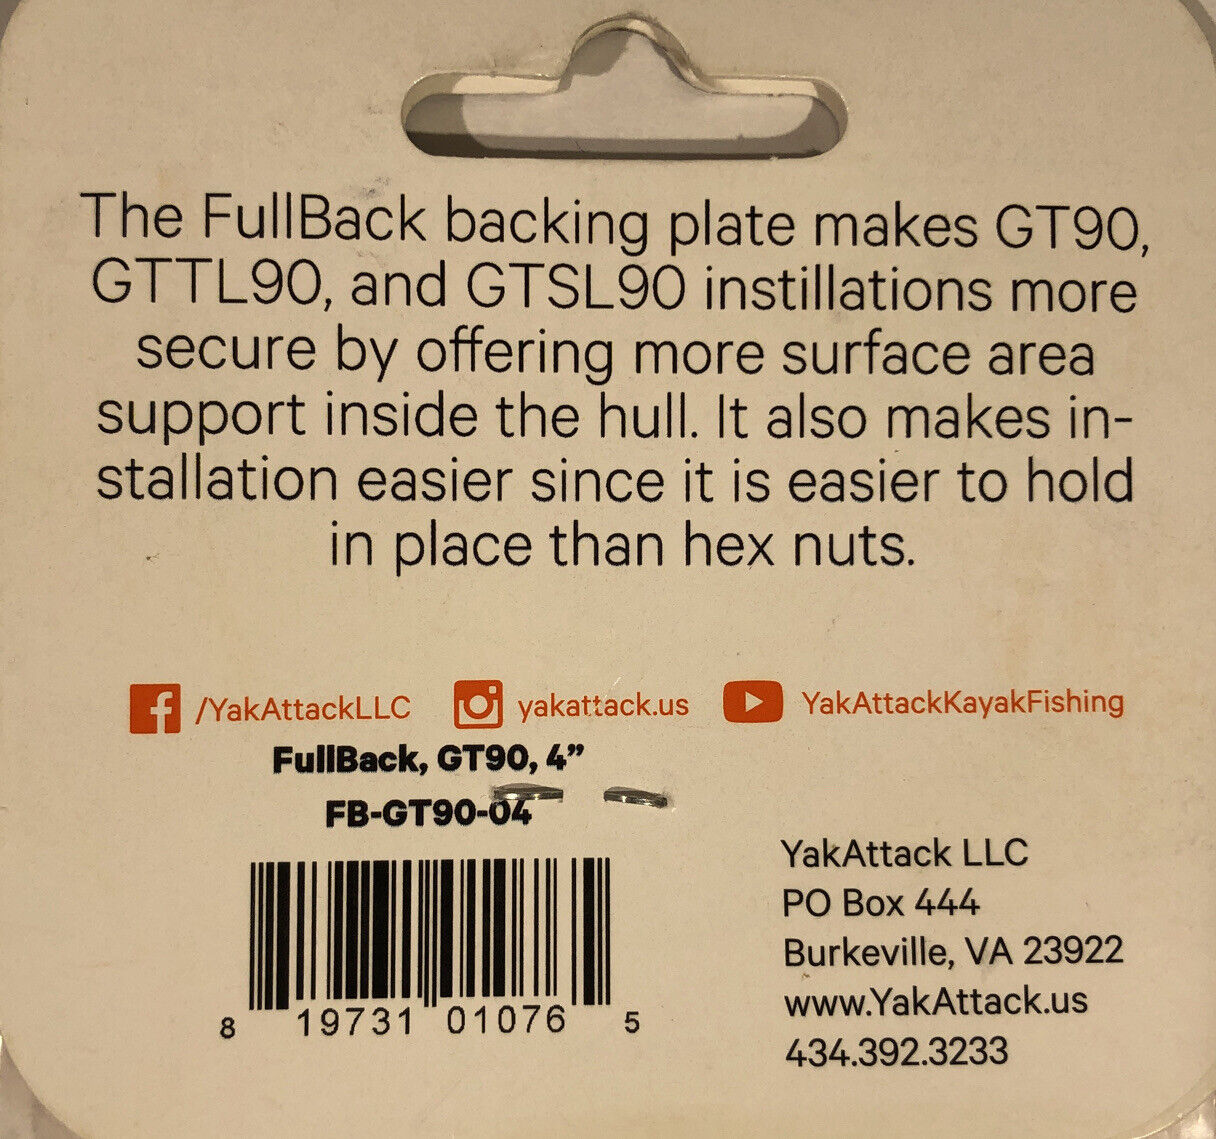 The FullBack backing plate makes GT90,
GTTL90, and GTSL90 instillations more
secure by offering more surface area
support inside the hull. It also makes in-
stallation easier since it is easier to hold
in place than hex nuts.
/YakAttackLLC yakattack.us YakAttackKayakFishing
FullBack, GT90, 4”
FB-GT90-04
8 19731 01076 5
YakAttack LLC
PO Box 444
Burkeville, VA 23922
www.YakAttack.us
434.392.3233